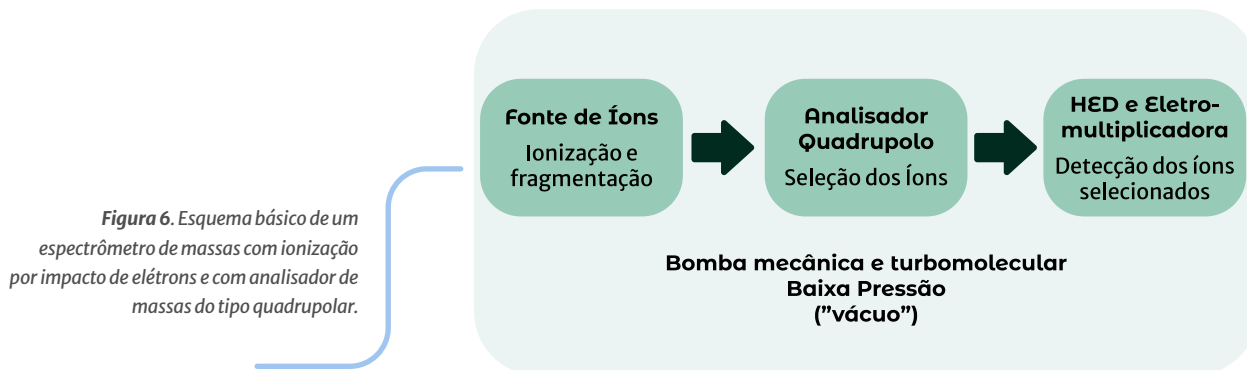 Fonte de Íons
Ionização e
fragmentação
Analisador
Quadrupolo
Seleção dos Íons
HED e Eletro-
multiplicadora
Detecção dos íons
selecionados
Bomba mecânica e turbomolecular
Baixa Pressão
(”vácuo”)
Figura 6. Esquema básico de um
espectrômetro de massas com ionização
por impacto de elétrons e com analisador de
massas do tipo quadrupolar.